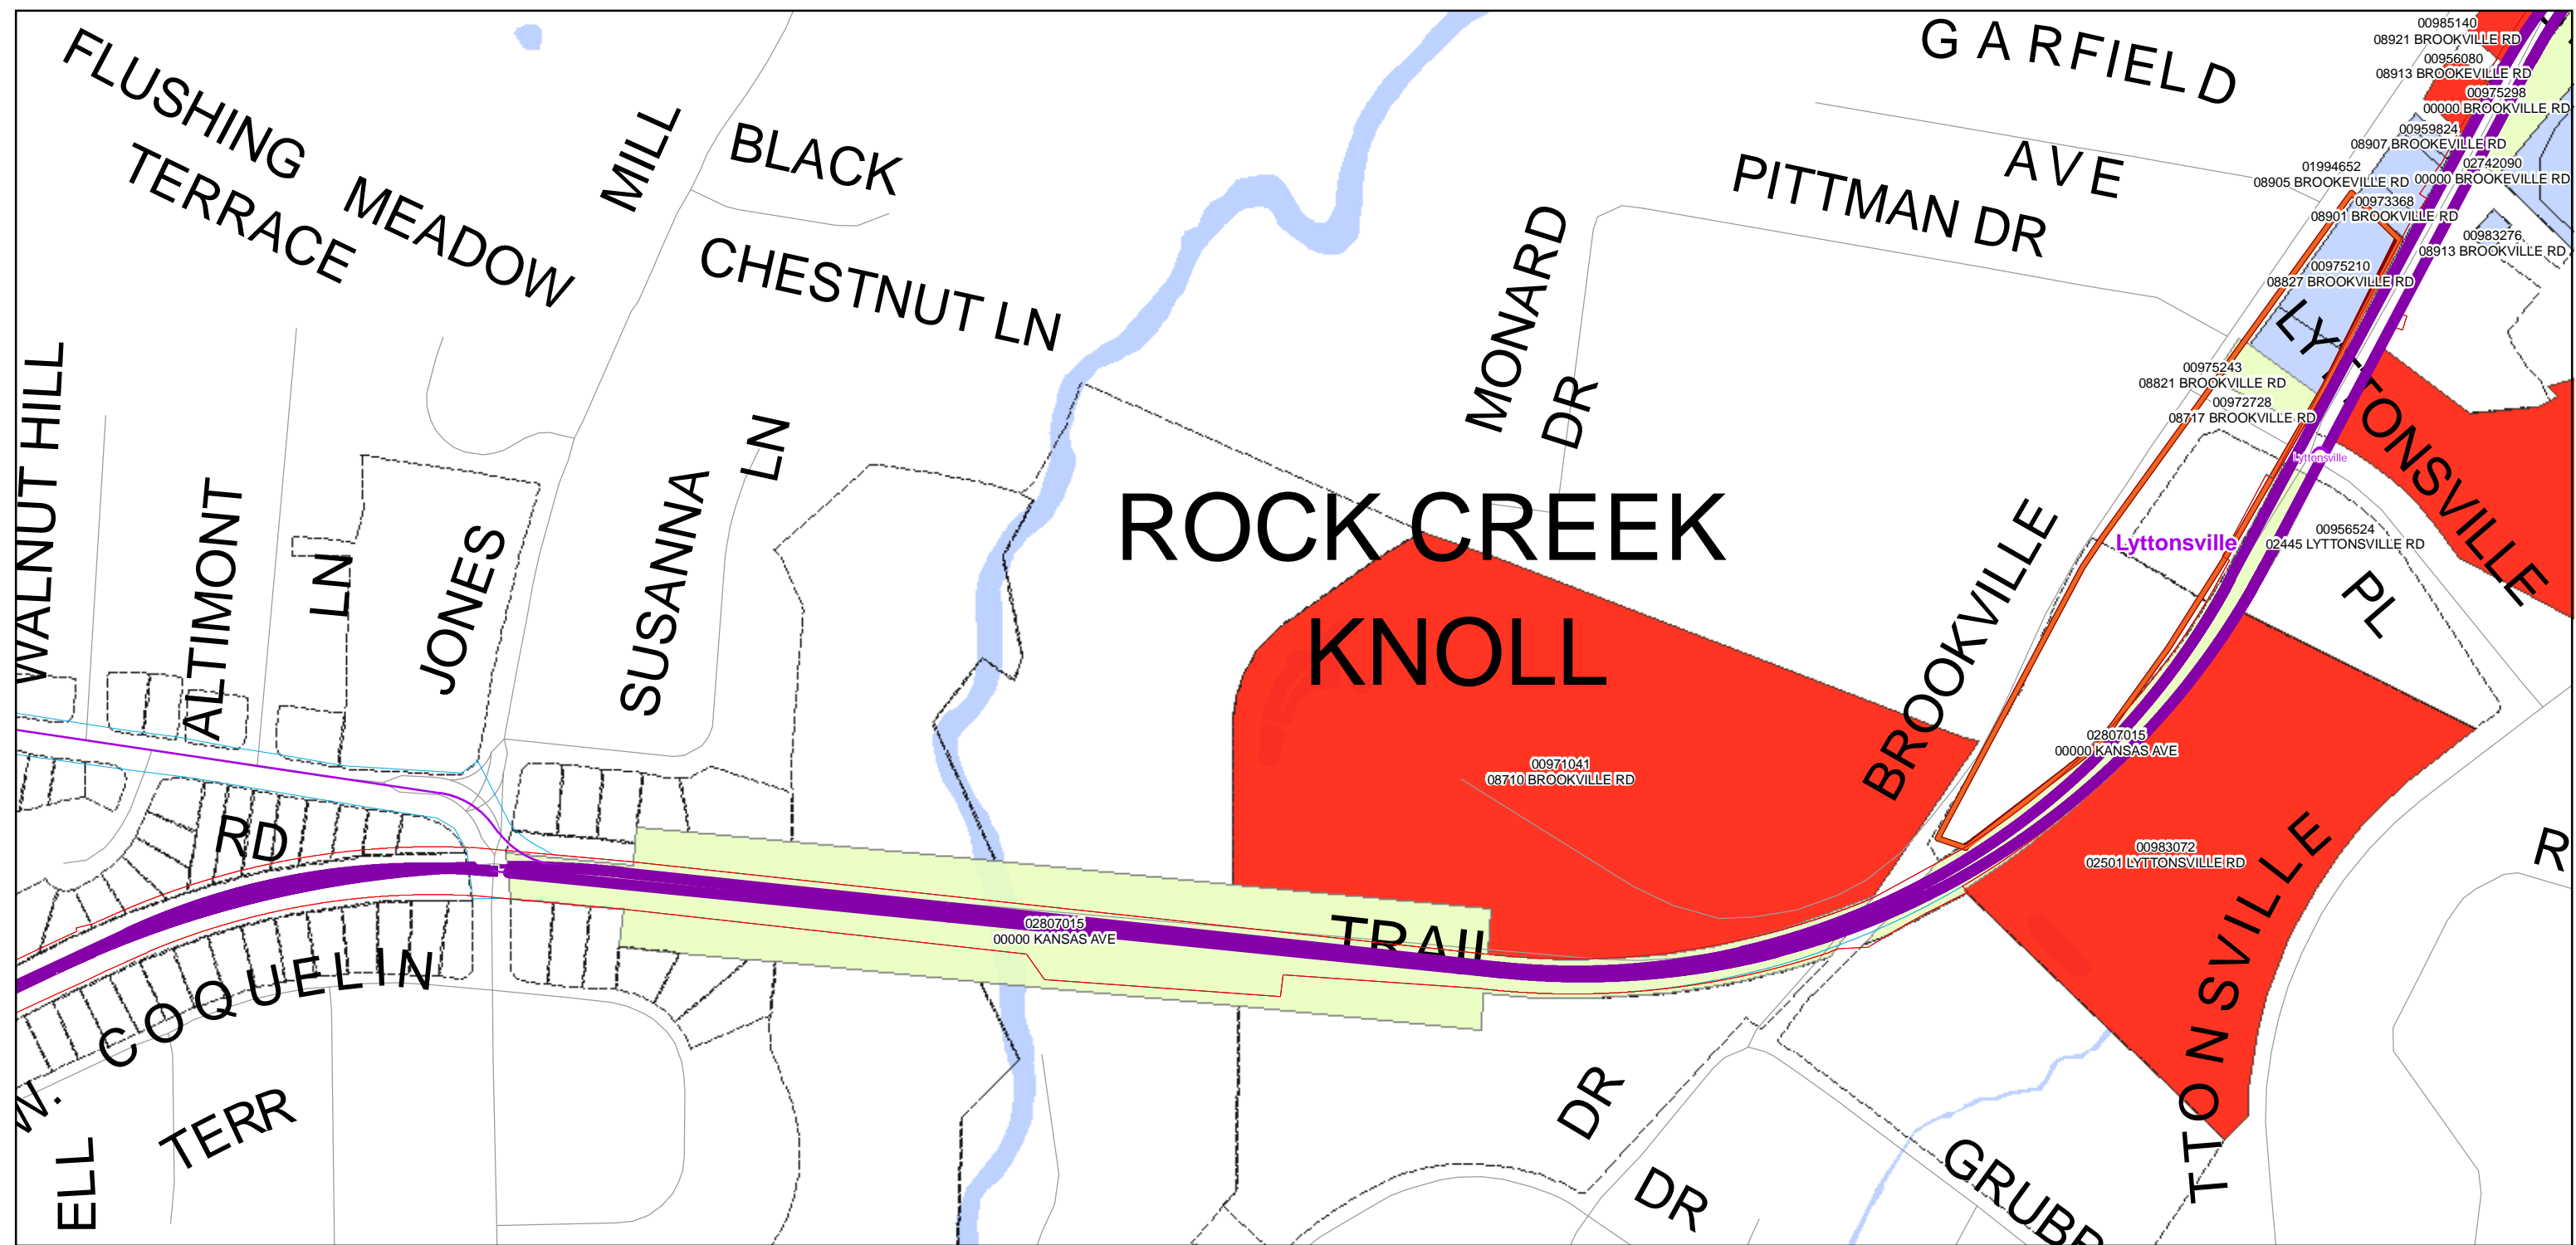 FLUSHING MEADOW
TERRACE
MILL
BLACK
CHESTNUT LN
GARFIELD
AVE
PITTMAN DR
MONARD
DR
00985140
08921 BROOKVILLE RD
00956080
08913 BROOKEVILLE RD
00975298
00000 BROOKVILLE RD
00959824
08907 BROOKEVILLE RD
02742090
00000 BROOKEVILLE RD
01994652
08905 BROOKEVILLE RD
00973368
08901 BROOKVILLE RD
00983276
08913 BROOKVILLE RD
00975210
08827 BROOKVILLE RD
00975243
08821 BROOKVILLE RD
00972728
08717 BROOKVILLE RD
LYTTONSVILLE
PL
Lyttonsville
Lyttonsville
00956524
02445 LYTTONSVILLE RD
WALNUT HILL
ALTIMONT
LN
JONES
SUSANNA
LN
ROCK CREEK
KNOLL
BROOKVILLE
00971041
08710 BROOKVILLE RD
02807015
00000 KANSAS AVE
00983072
02501 LYTTONSVILLE RD
RD
TRAIL
02807015
00000 KANSAS AVE
COQUELIN
TERR
W.
ELL
DR
DR
GRUBB
TTONSVILLE
R